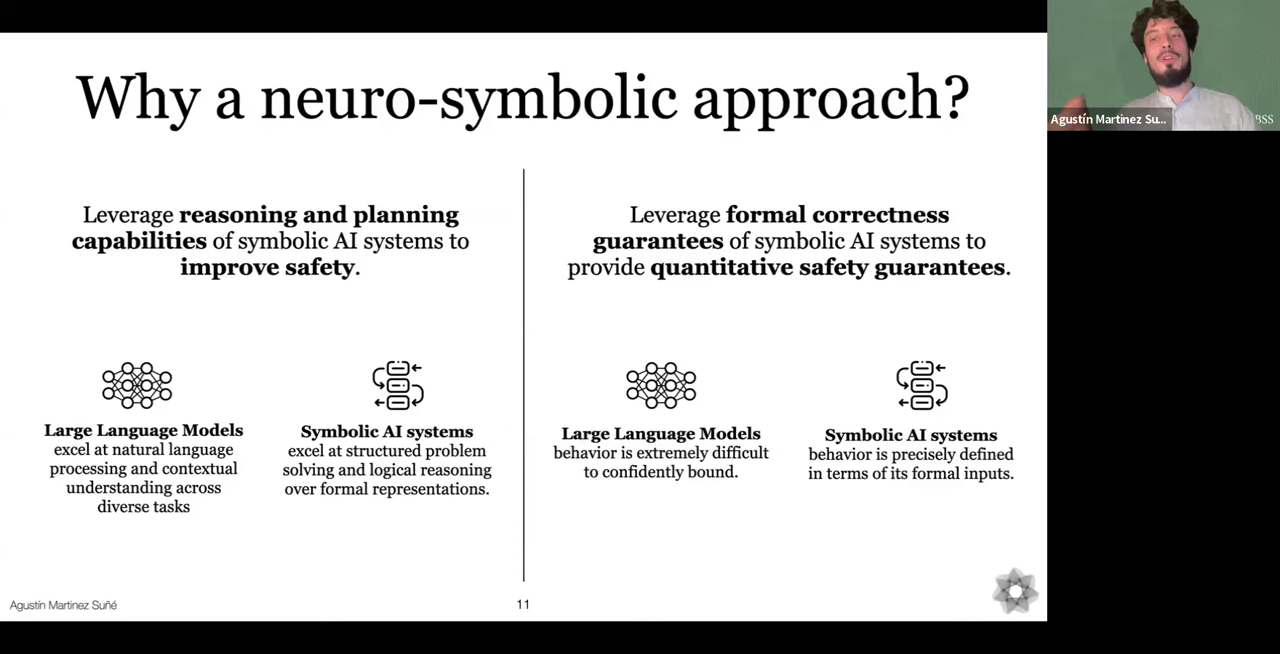 Why a neuro-symbolic approach?
Leverage reasoning and planning
capabilities of symbolic AI systems to
improve safety.
Large Language Models
excel at natural language
processing and contextual
understanding across
diverse tasks
Symbolic AI systems
excel at structured problem
solving and logical reasoning
over formal representations.
Leverage formal correctness
guarantees of symbolic AI systems to
provide quantitative safety guarantees.
Large Language Models
behavior is extremely difficult
to confidently bound.
Symbolic AI systems
behavior is precisely defined
in terms of its formal inputs.
Agustín Martinez Suñé
11
Agustín Martinez Su...
BSS